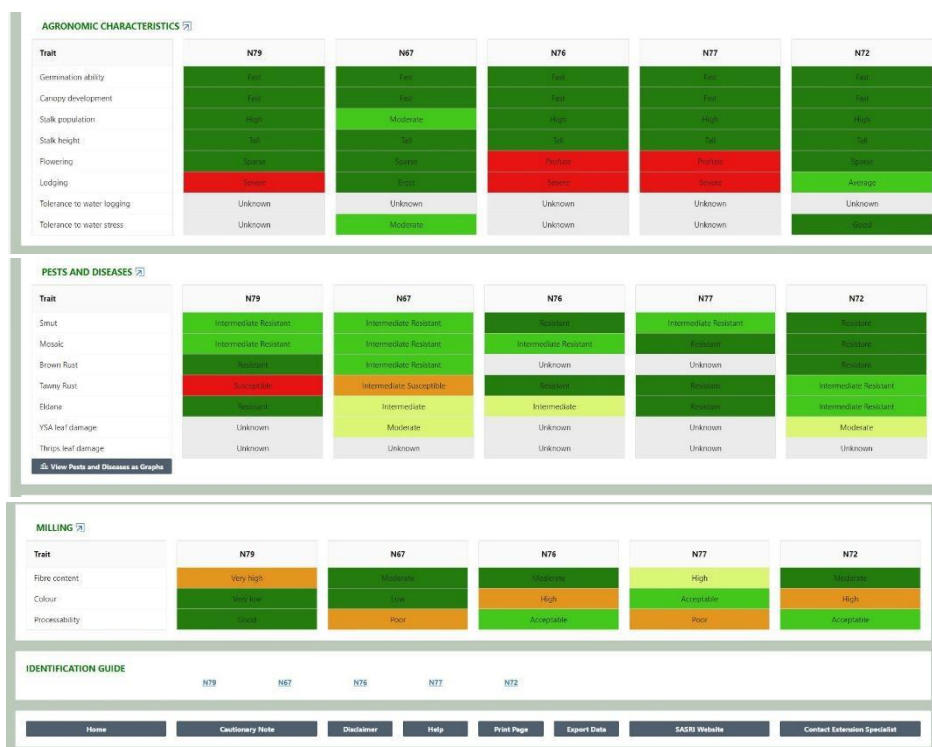 AGRONOMIC CHARACTERISTICS
Trait N79 N67 N76 N77 N72
Germination ability Fast Fast Fast Fast Fast
Canopy development Fast Fast Fast Fast Fast
Stalk population High Moderate High High High
Stalk height Tall Tall Tall Tall Tall
Flowering Sparse Sparse Profuse Profuse Sparse
Lodging Severe Erect Severe Severe Average
Tolerance to water logging Unknown Unknown Unknown Unknown Unknown
Tolerance to water stress Unknown Moderate Unknown Unknown Good
PESTS AND DISEASES
Trait N79 N67 N76 N77 N72
Smut Intermediate Resistant Intermediate Resistant Resistant Intermediate Resistant Resistant
Mosaic Intermediate Resistant Intermediate Resistant Intermediate Resistant Resistant Resistant
Brown Rust Resistant Intermediate Resistant Unknown Unknown Resistant
Tawny Rust Susceptible Intermediate Susceptible Resistant Resistant Intermediate Resistant
Eldana Resistant Intermediate Intermediate Resistant Intermediate Resistant
YSA leaf damage Unknown Moderate Unknown Unknown Moderate
Thrips leaf damage Unknown Unknown Unknown Unknown Unknown
View Pests and Diseases as Graphs
MILLING
Trait N79 N67 N76 N77 N72
Fibre content Very high Moderate Moderate High Moderate
Colour Very low Low High Acceptable High
Processability Good Poor Acceptable Poor Acceptable
IDENTIFICATION GUIDE
N79 N67 N76 N77 N72
Home Cautionary Note Disclaimer Help Print Page Export Data SASRI Website Contact Extension Specialist